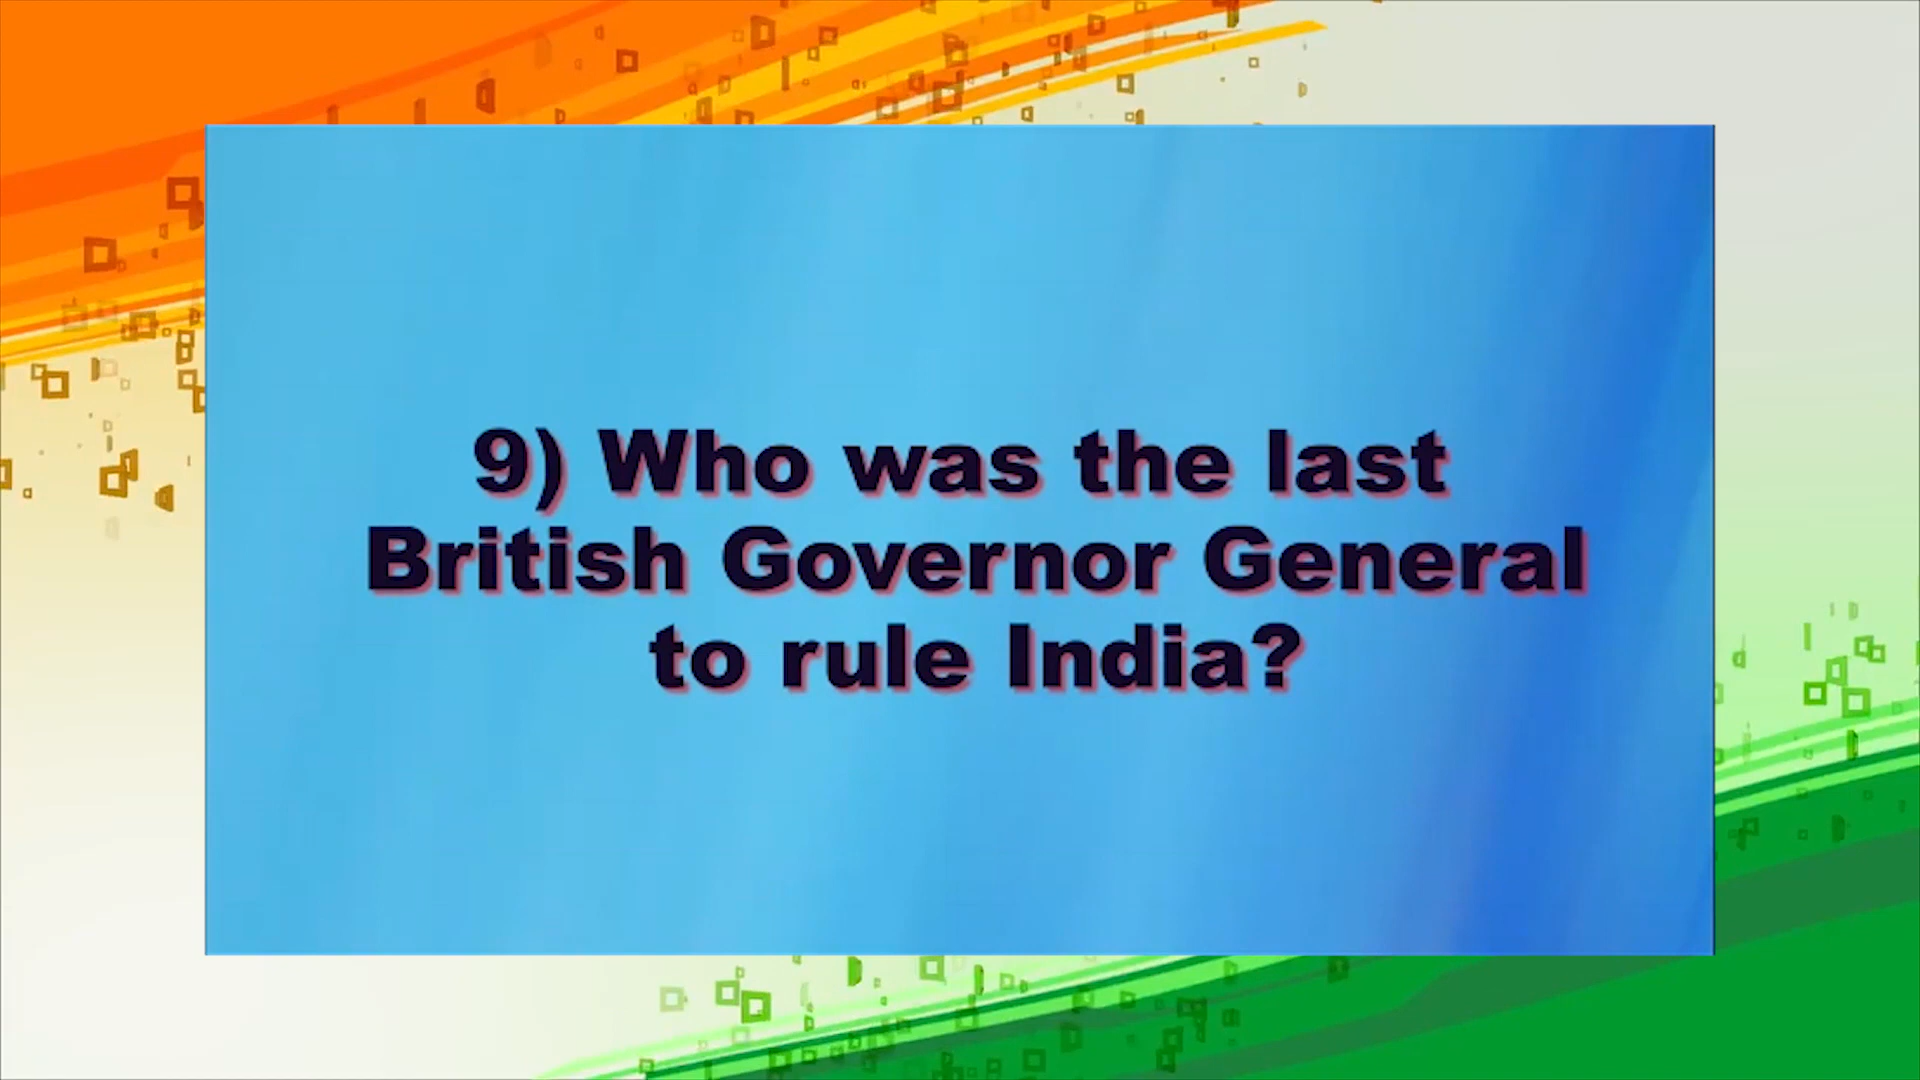 9) Who was the last
British Governor General
to rule India?